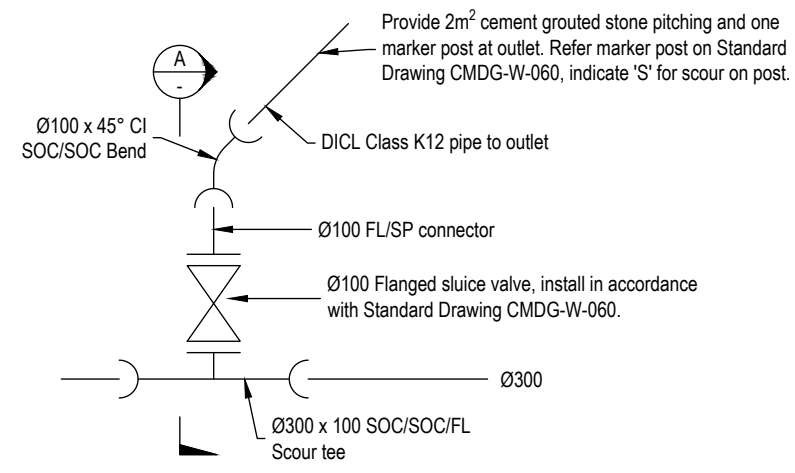 Provide 2m² cement grouted stone pitching and one
marker post at outlet. Refer marker post on Standard
Drawing CMDG-W-060, indicate 'S' for scour on post.
A
-
Ø100 x 45° CI
SOC/SOC Bend
DICL Class K12 pipe to outlet
Ø100 FL/SP connector
Ø100 Flanged sluice valve, install in accordance
with Standard Drawing CMDG-W-060.
Ø300
Ø300 x 100 SOC/SOC/FL
Scour tee